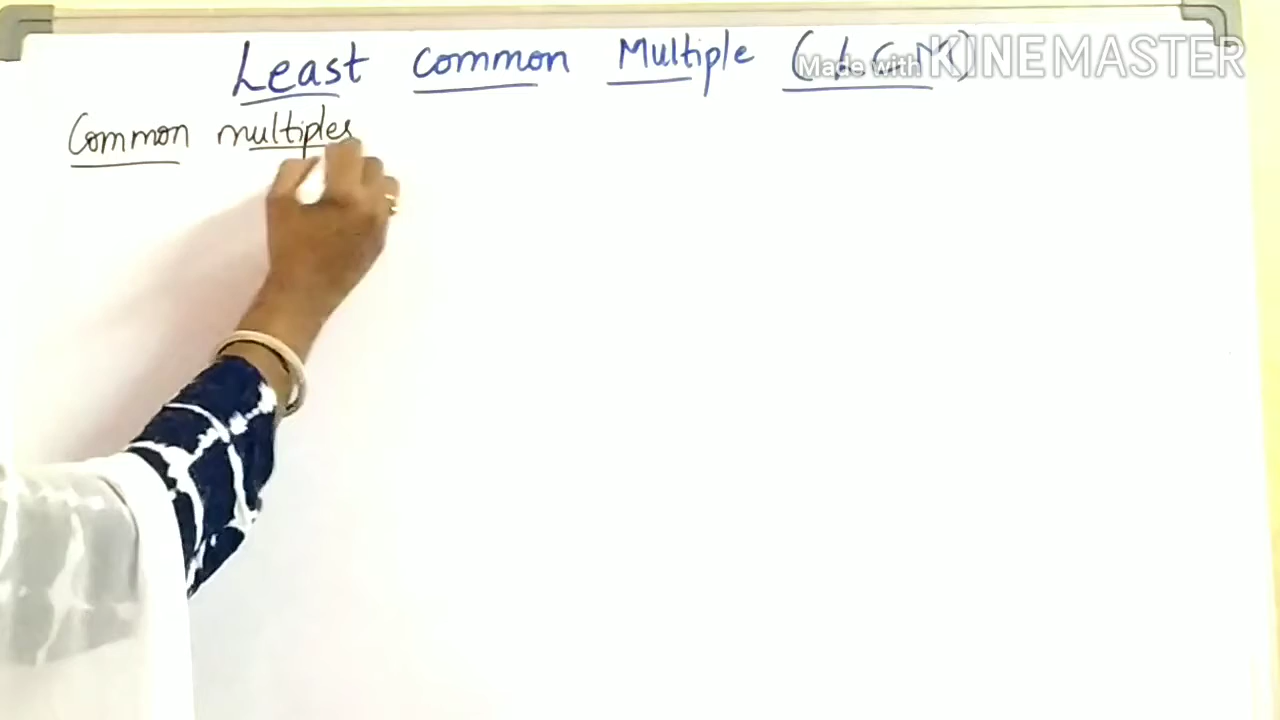 Least common Multiple (L.C.M)
Made with KINEMASTER
Common multiples